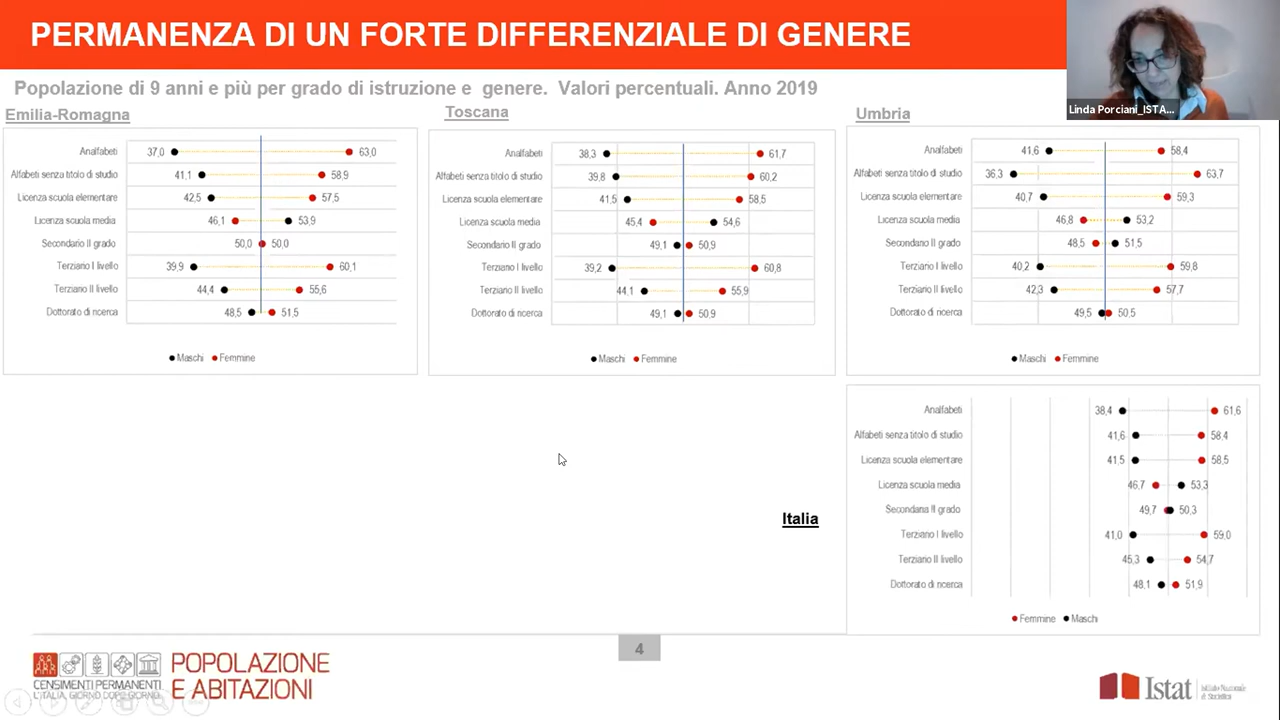 PERMANENZA DI UN FORTE DIFFERENZIALE DI GENERE
Linda Porciani_ISTA...
Popolazione di 9 anni e più per grado di istruzione e genere. Valori percentuali. Anno 2019
Emilia-Romagna
Analfabeti 37,0 63,0
Alfabeti senza titolo di studio 41,1 58,9
Licenza scuola elementare 42,5 57,5
Licenza scuola media 46,1 53,9
Secondario II grado 50,0 50,0
Terziario I livello 39,9 60,1
Terziario II livello 44,4 55,6
Dottorato di ricerca 48,5 51,5
Maschi Femmine
Toscana
Analfabeti 38,3 61,7
Alfabeti senza titolo di studio 39,8 60,2
Licenza scuola elementare 41,5 58,5
Licenza scuola media 45,4 54,6
Secondario II grado 49,1 50,9
Terziario I livello 39,2 60,8
Terziario II livello 44,1 55,9
Dottorato di ricerca 49,1 50,9
Maschi Femmine
Umbria
Analfabeti 41,6 58,4
Alfabeti senza titolo di studio 36,3 63,7
Licenza scuola elementare 40,7 59,3
Licenza scuola media 46,8 53,2
Secondario II grado 48,5 51,5
Terziario I livello 40,2 59,8
Terziario II livello 42,3 57,7
Dottorato di ricerca 49,5 50,5
Maschi Femmine
Italia
Analfabeti 38,4 61,6
Alfabeti senza titolo di studio 41,6 58,4
Licenza scuola elementare 41,5 58,5
Licenza scuola media 46,7 53,3
Secondaria II grado 49,7 50,3
Terziario I livello 41,0 59,0
Terziario II livello 45,3 54,7
Dottorato di ricerca 48,1 51,9
Femmine Maschi
4
CENSIMENTI PERMANENTI
L'ITALIA, GIORNO DOPO GIORNO
POPOLAZIONE
E ABITAZIONI
Istat
Istituto Nazionale
di Statistica